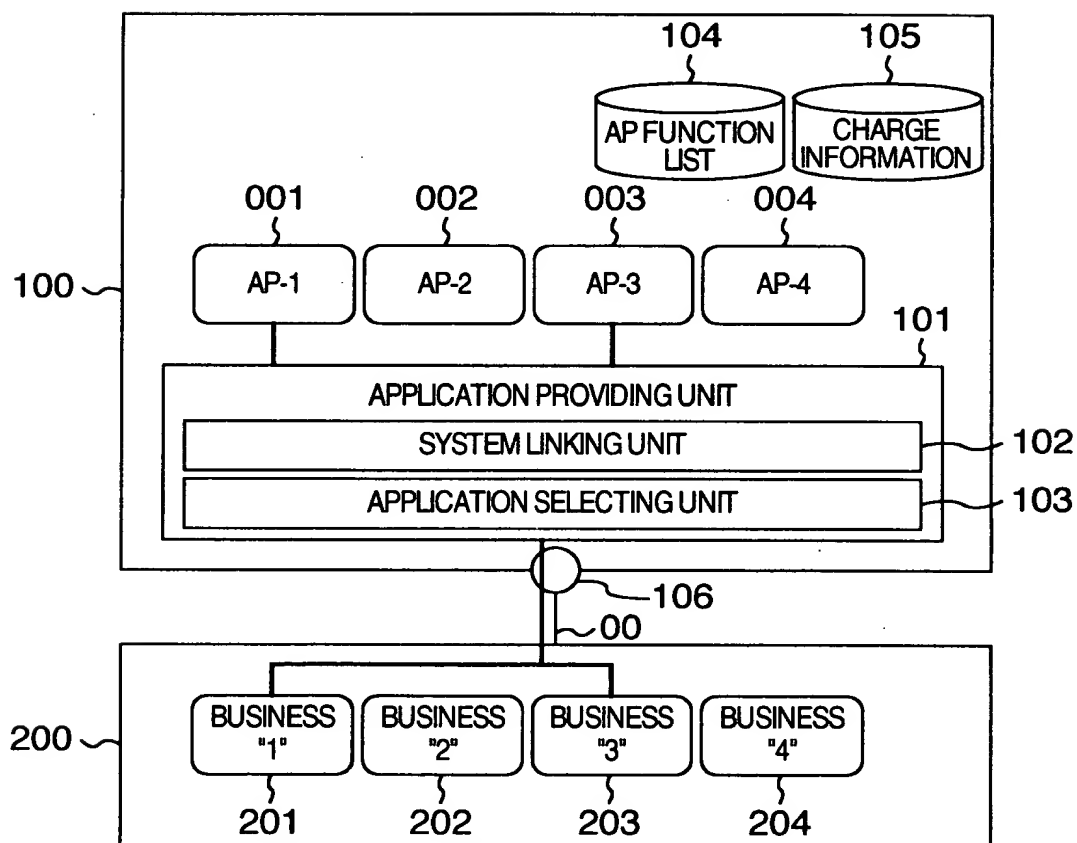 104 105
AP FUNCTION
LIST
CHARGE
INFORMATION
001 002 003 004
100
AP-1 AP-2 AP-3 AP-4
101
APPLICATION PROVIDING UNIT
SYSTEM LINKING UNIT
102
APPLICATION SELECTING UNIT
103
106
00
200
BUSINESS
"1"
BUSINESS
"2"
BUSINESS
"3"
BUSINESS
"4"
201 202 203 204